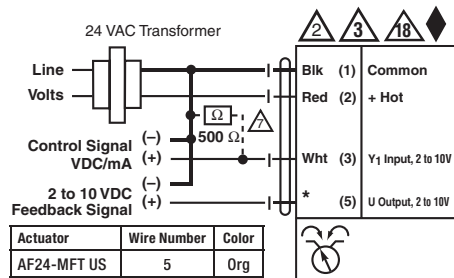 24 VAC Transformer
2 3 18
Line
Volts
Blk (1) Common
Red (2) + Hot
Ω
500 Ω
7
Control Signal (–)
VDC/mA (+)
Wht (3) Y1 Input, 2 to 10V
2 to 10 VDC (–)
Feedback Signal (+)
* (5) U Output, 2 to 10V
Actuator Wire Number Color
AF24-MFT US 5 Org